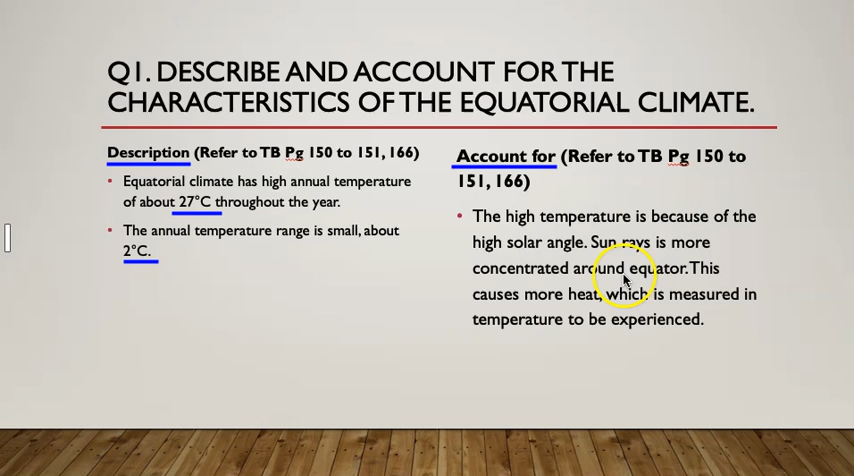 Q1. DESCRIBE AND ACCOUNT FOR THE
CHARACTERISTICS OF THE EQUATORIAL CLIMATE.
Description (Refer to TB Pg 150 to 151, 166)
• Equatorial climate has high annual temperature
of about 27°C throughout the year.
• The annual temperature range is small, about
2°C.
Account for (Refer to TB Pg 150 to
151, 166)
• The high temperature is because of the
high solar angle. Sun rays is more
concentrated around equator. This
causes more heat, which is measured in
temperature to be experienced.